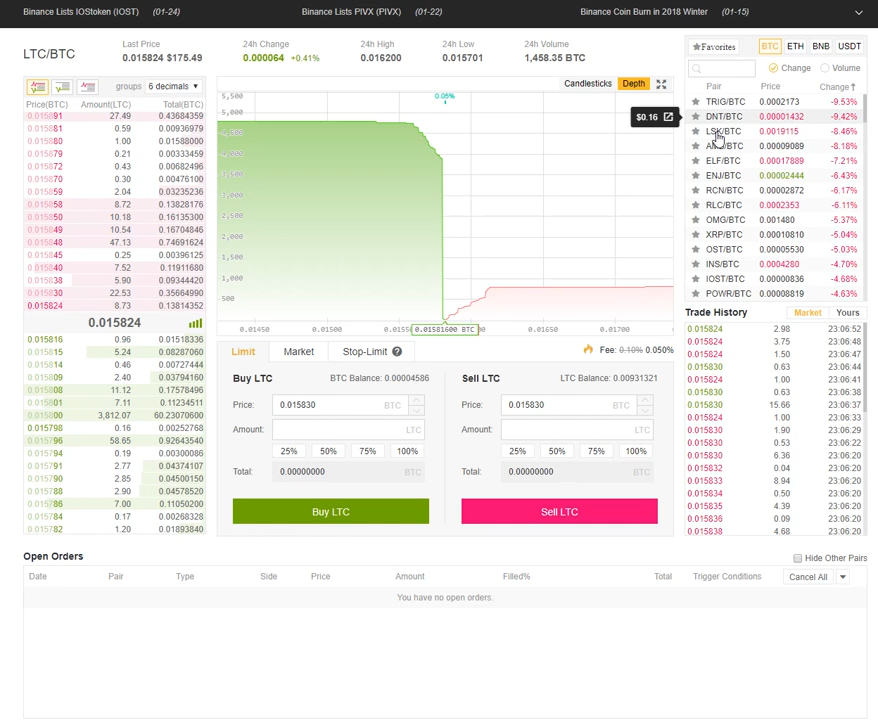 Binance Lists IOStoken (IOST) (01-24) Binance Lists PIVX (PIVX) (01-22) Binance Coin Burn in 2018 Winter (01-15)
LTC/BTC
Last Price 24h Change 24h High 24h Low 24h Volume
0.015824 $175.49 0.000064 +0.41% 0.016200 0.015701 1,458.35 BTC
groups 6 decimals
Price(BTC) Amount(LTC) Total(BTC)
0.015891 27.49 0.43684359
0.015881 0.59 0.00936979
0.015880 1.00 0.01588000
0.015879 0.21 0.00333459
0.015872 0.43 0.00682496
0.015870 0.30 0.00476100
0.015859 2.04 0.03235236
0.015858 8.72 0.13828176
0.015850 10.18 0.16135300
0.015849 10.54 0.16704846
0.015848 47.13 0.74691624
0.015845 0.25 0.00396125
0.015840 7.52 0.11911680
0.015838 5.90 0.09344420
0.015830 22.53 0.35664990
0.015824 8.73 0.13814352
0.015824
0.015816 0.96 0.01518336
0.015815 5.24 0.08287060
0.015814 0.46 0.00727444
0.015809 2.40 0.03794160
0.015808 11.12 0.17578496
0.015801 7.11 0.11234511
0.015800 3,812.07 60.23070600
0.015798 0.16 0.00252768
0.015796 58.65 0.92643540
0.015794 0.19 0.00300086
0.015791 2.77 0.04374107
0.015790 2.85 0.04500150
0.015788 2.90 0.04578520
0.015786 7.00 0.11050200
0.015784 0.17 0.00268328
0.015782 1.20 0.01893840
Candlesticks Depth
0.05%
5,500
5,000
4,500
4,000
3,500
3,000
2,500
2,000
1,500
1,000
500
0.01450 0.01500 0.01581600 BTC 0.01650 0.01700
Limit Market Stop-Limit ? Fee: 0.10% 0.050%
Buy LTC BTC Balance: 0.00004586
Price: 0.015830 BTC
Amount: LTC
25% 50% 75% 100%
Total: 0.00000000 BTC
Buy LTC
Sell LTC LTC Balance: 0.00931321
Price: 0.015830 BTC
Amount: LTC
25% 50% 75% 100%
Total: 0.00000000 BTC
Sell LTC
Favorites BTC ETH BNB USDT
Change Volume
Pair Price Change
TRIG/BTC 0.0002173 -9.53%
$0.16
DNT/BTC 0.00001432 -9.42%
LSK/BTC 0.0019115 -8.46%
0.00009089 -8.18%
ELF/BTC 0.00017889 -7.21%
ENJ/BTC 0.00002444 -6.43%
RCN/BTC 0.00002872 -6.17%
RLC/BTC 0.0002353 -6.11%
OMG/BTC 0.001480 -5.37%
XRP/BTC 0.00010810 -5.04%
OST/BTC 0.00005530 -5.03%
INS/BTC 0.0004280 -4.70%
IOST/BTC 0.00000836 -4.68%
POWR/BTC 0.00008819 -4.63%
Trade History Market Yours
0.015824 2.98 23:06:52
0.015824 3.75 23:06:48
0.015824 1.50 23:06:47
0.015830 0.63 23:06:44
0.015824 1.00 23:06:41
0.015830 0.63 23:06:38
0.015830 15.66 23:06:37
0.015824 1.00 23:06:33
0.015830 1.90 23:06:29
0.015830 0.53 23:06:22
0.015830 6.36 23:06:20
0.015832 0.04 23:06:20
0.015833 8.94 23:06:20
0.015834 0.50 23:06:20
0.015835 4.39 23:06:20
0.015836 0.09 23:06:20
0.015838 4.68 23:06:20
Open Orders Hide Other Pairs
Date Pair Type Side Price Amount Filled% Total Trigger Conditions Cancel All
You have no open orders.